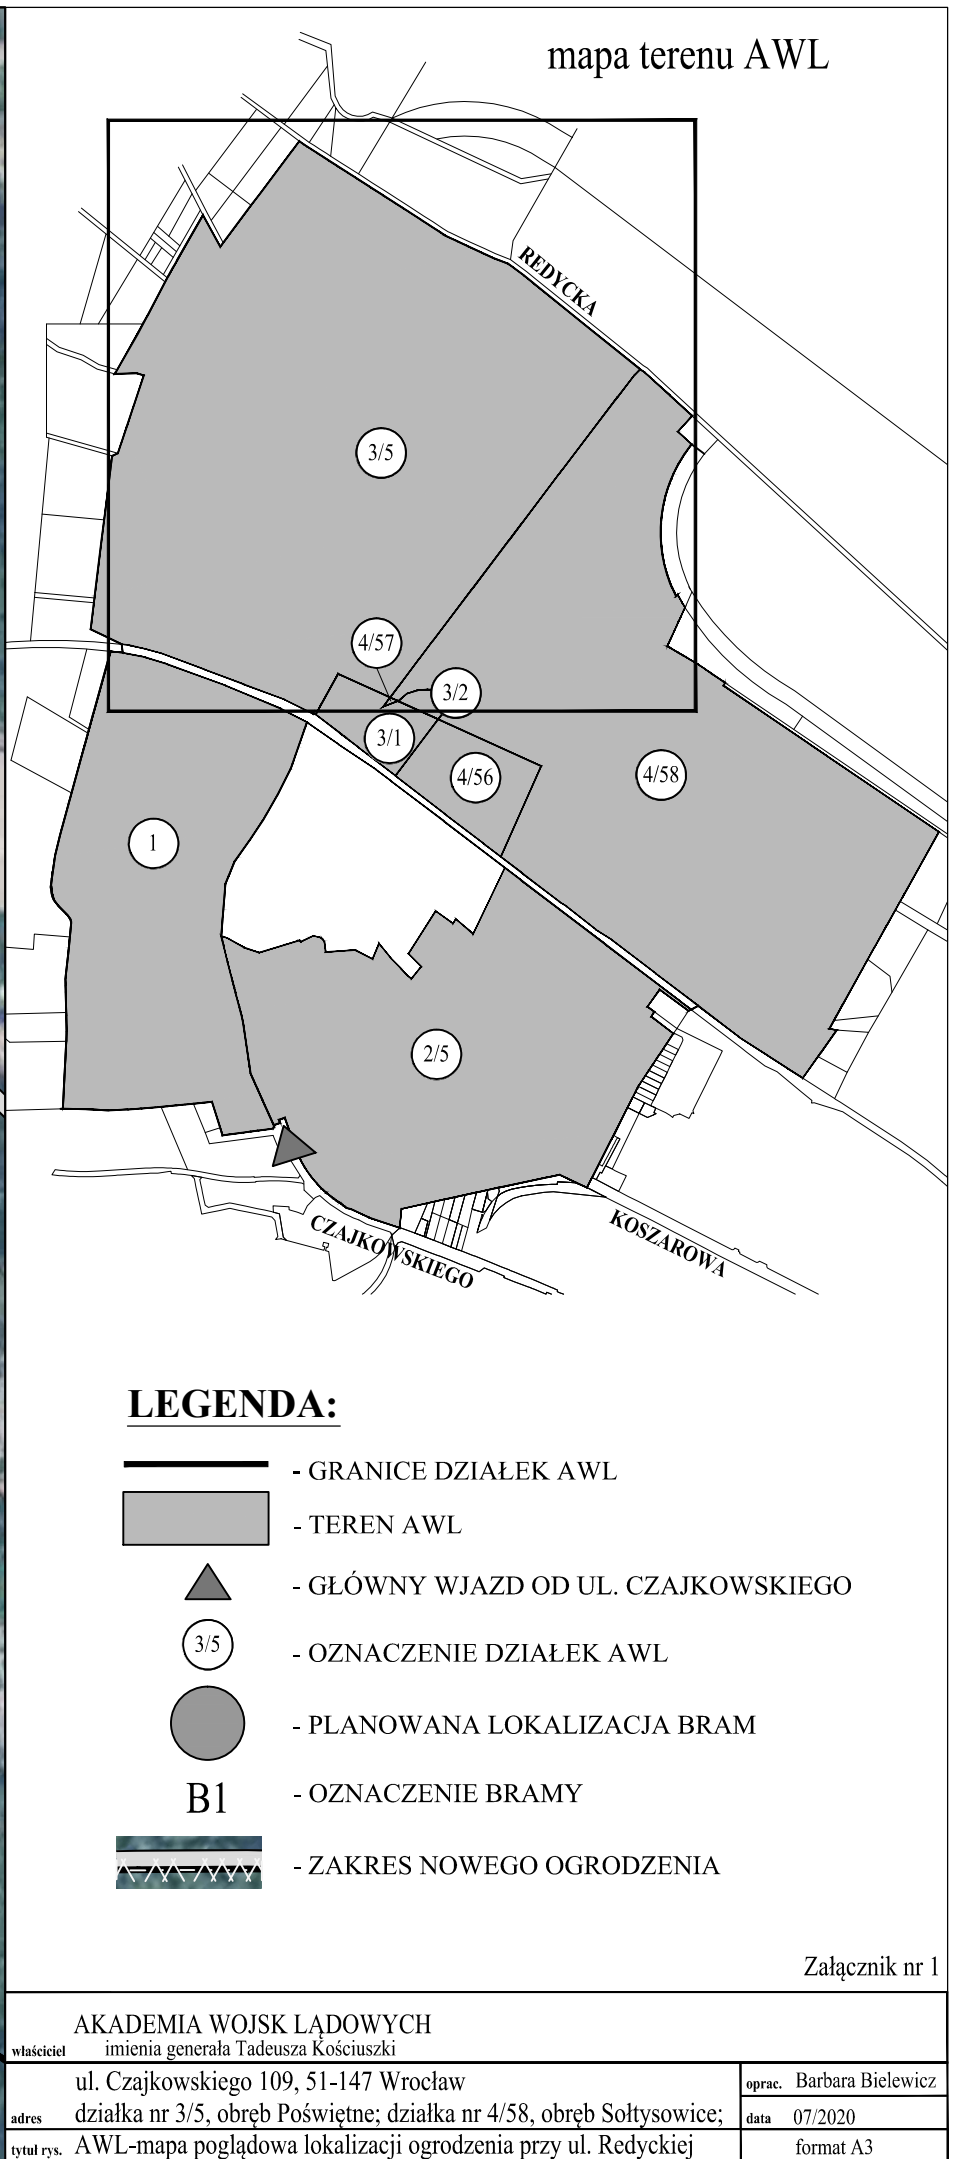 mapa terenu AWL
REDYCKA
3/5
4/57
3/2
3/1
4/56
4/58
1
2/5
CZAJKOWSKIEGO
KOSZAROWA
LEGENDA:
- GRANICE DZIAŁEK AWL
- TEREN AWL
- GŁÓWNY WJAZD OD UL. CZAJKOWSKIEGO
3/5 - OZNACZENIE DZIAŁEK AWL
- PLANOWANA LOKALIZACJA BRAM
B1 - OZNACZENIE BRAMY
- ZAKRES NOWEGO OGRODZENIA
Załącznik nr 1
AKADEMIA WOJSK LĄDOWYCH
właściciel imienia generała Tadeusza Kościuszki
ul. Czajkowskiego 109, 51-147 Wrocław
oprac. Barbara Bielewicz
adres działka nr 3/5, obręb Poświętne; działka nr 4/58, obręb Sołtysowice;
data 07/2020
tytuł rys. AWL-mapa poglądowa lokalizacji ogrodzenia przy ul. Redyckiej
format A3